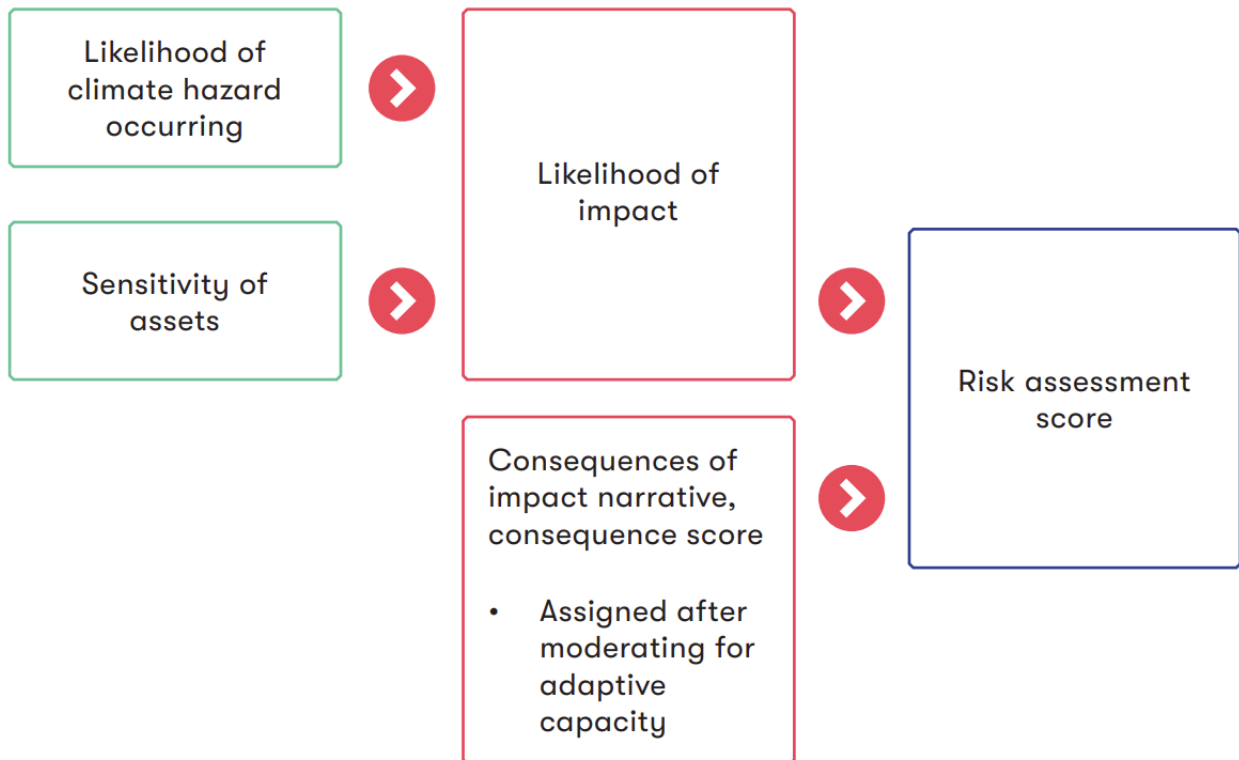 Likelihood of
climate hazard
occurring
Sensitivity of
assets
Likelihood of
impact
Consequences of
impact narrative,
consequence score
• Assigned after
moderating for
adaptive
capacity
Risk assessment
score